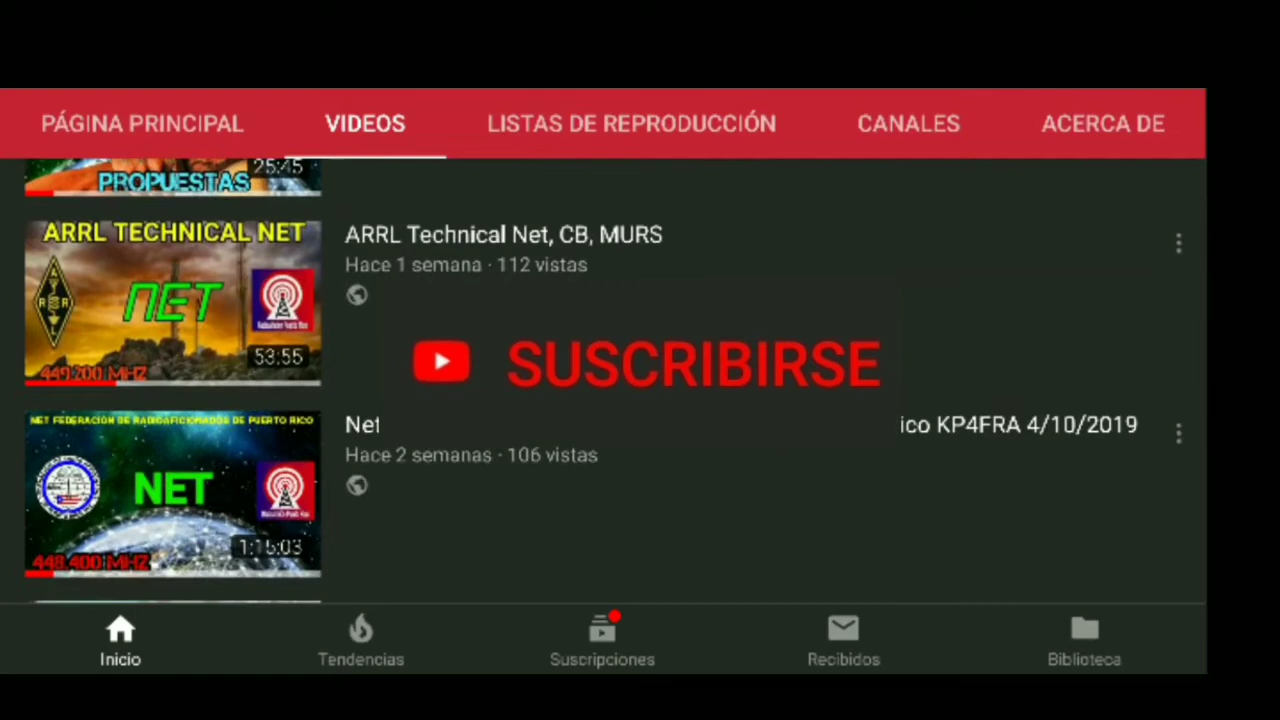 PÁGINA PRINCIPAL VIDEOS LISTAS DE REPRODUCCIÓN CANALES ACERCA DE
25:45
PROPUESTAS
ARRL TECHNICAL NET
NET
53:55
449.200 MHZ
ARRL Technical Net, CB, MURS
Hace 1 semana · 112 vistas
SUSCRIBIRSE
NET FEDERACIÓN DE RADIOAFICIONADOS DE PUERTO RICO
NET
1:15:03
448.400 MHZ
Net ico KP4FRA 4/10/2019
Hace 2 semanas · 106 vistas
Inicio Tendencias Suscripciones Recibidos Biblioteca